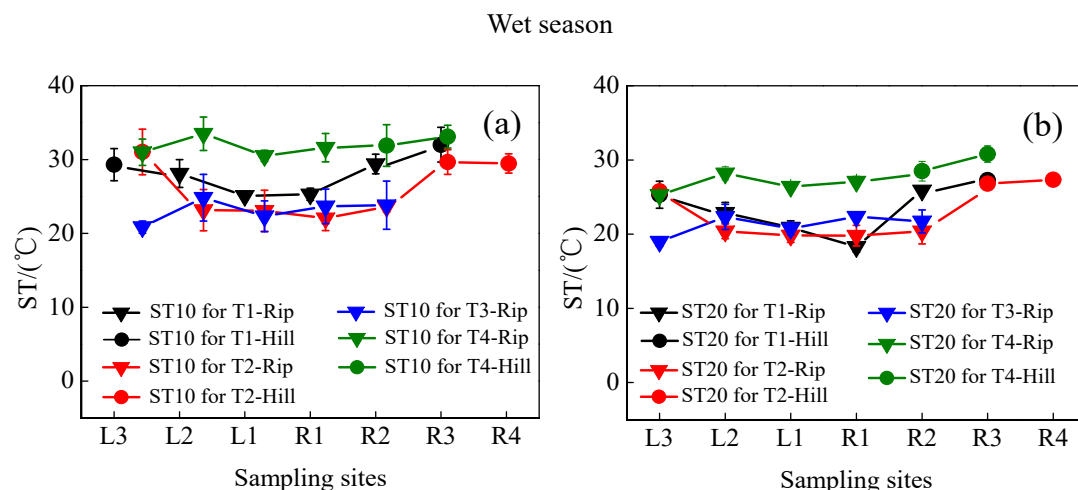 Wet season
40
30
20
10
0
ST/(℃)
(a)
ST10 for T1-Rip
ST10 for T1-Hill
ST10 for T2-Rip
ST10 for T2-Hill
ST10 for T3-Rip
ST10 for T4-Rip
ST10 for T4-Hill
L3 L2 L1 R1 R2 R3 R4
Sampling sites
40
30
20
10
0
ST/(℃)
(b)
ST20 for T1-Rip
ST20 for T1-Hill
ST20 for T2-Rip
ST20 for T2-Hill
ST20 for T3-Rip
ST20 for T4-Rip
ST20 for T4-Hill
L3 L2 L1 R1 R2 R3 R4
Sampling sites